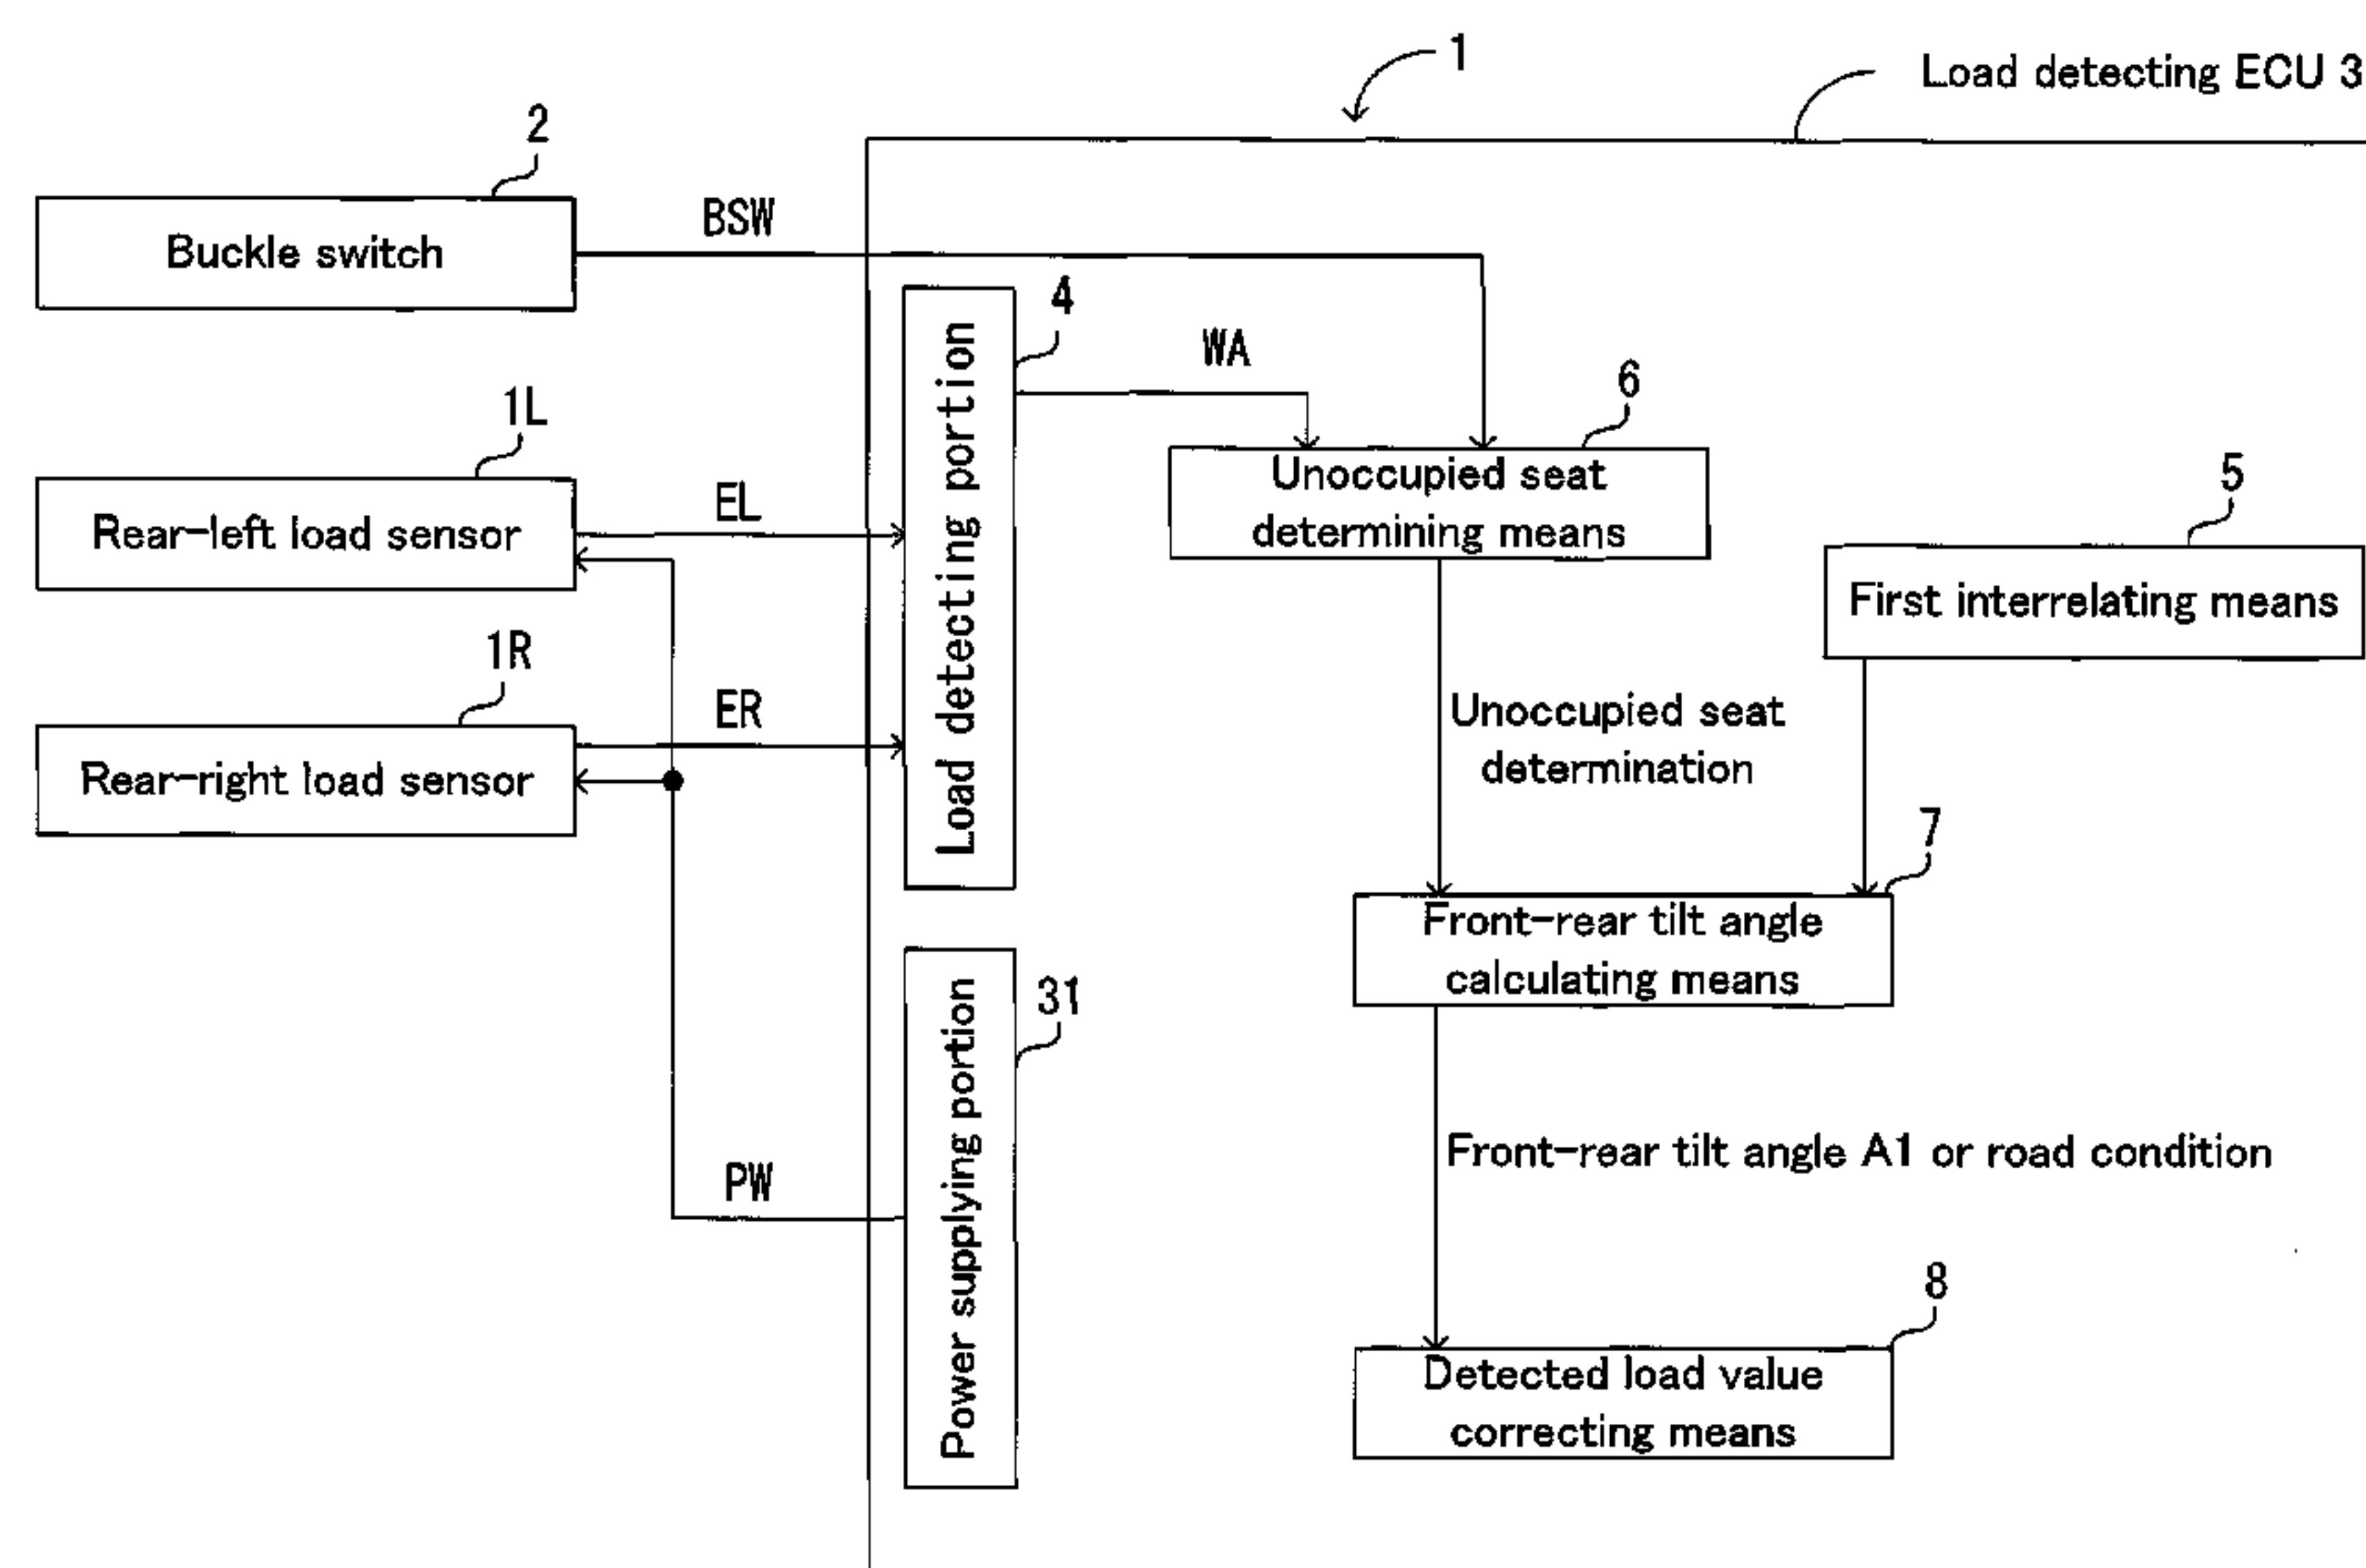 1
Load detecting ECU 3
2
Buckle switch
BSW
4
Load detecting portion
WA
6
Unoccupied seat
determining means
1L
Rear-left load sensor
EL
5
First interrelating means
1R
Rear-right load sensor
ER
Unoccupied seat
determination
7
Front-rear tilt angle
calculating means
31
Power supplying portion
PW
Front-rear tilt angle A1 or road condition
8
Detected load value
correcting means